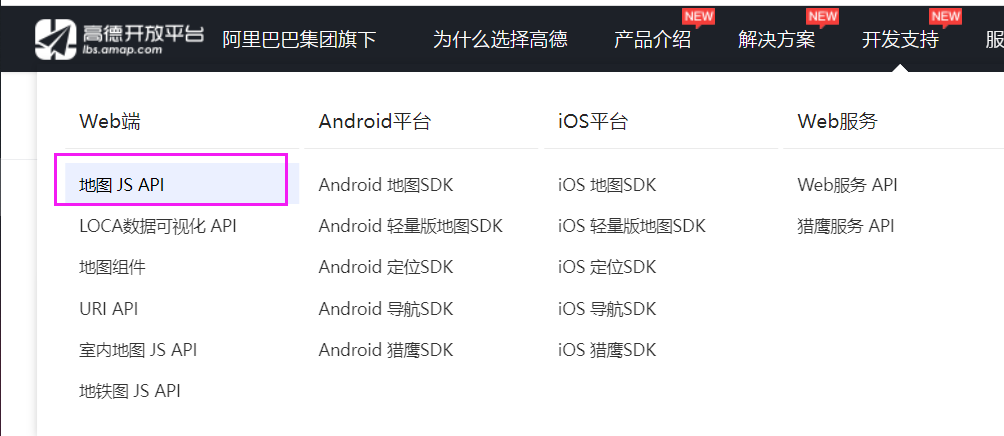 高德开放平台
lbs.amap.com
阿里巴巴集团旗下
为什么选择高德
产品介绍
NEW
解决方案
NEW
开发支持
NEW
服
Web端
地图 JS API
LOCA数据可视化 API
地图组件
URI API
室内地图 JS API
地铁图 JS API
Android平台
Android 地图SDK
Android 轻量版地图SDK
Android 定位SDK
Android 导航SDK
Android 猎鹰SDK
iOS平台
iOS 地图SDK
iOS 轻量版地图SDK
iOS 定位SDK
iOS 导航SDK
iOS 猎鹰SDK
Web服务
Web服务 API
猎鹰服务 API